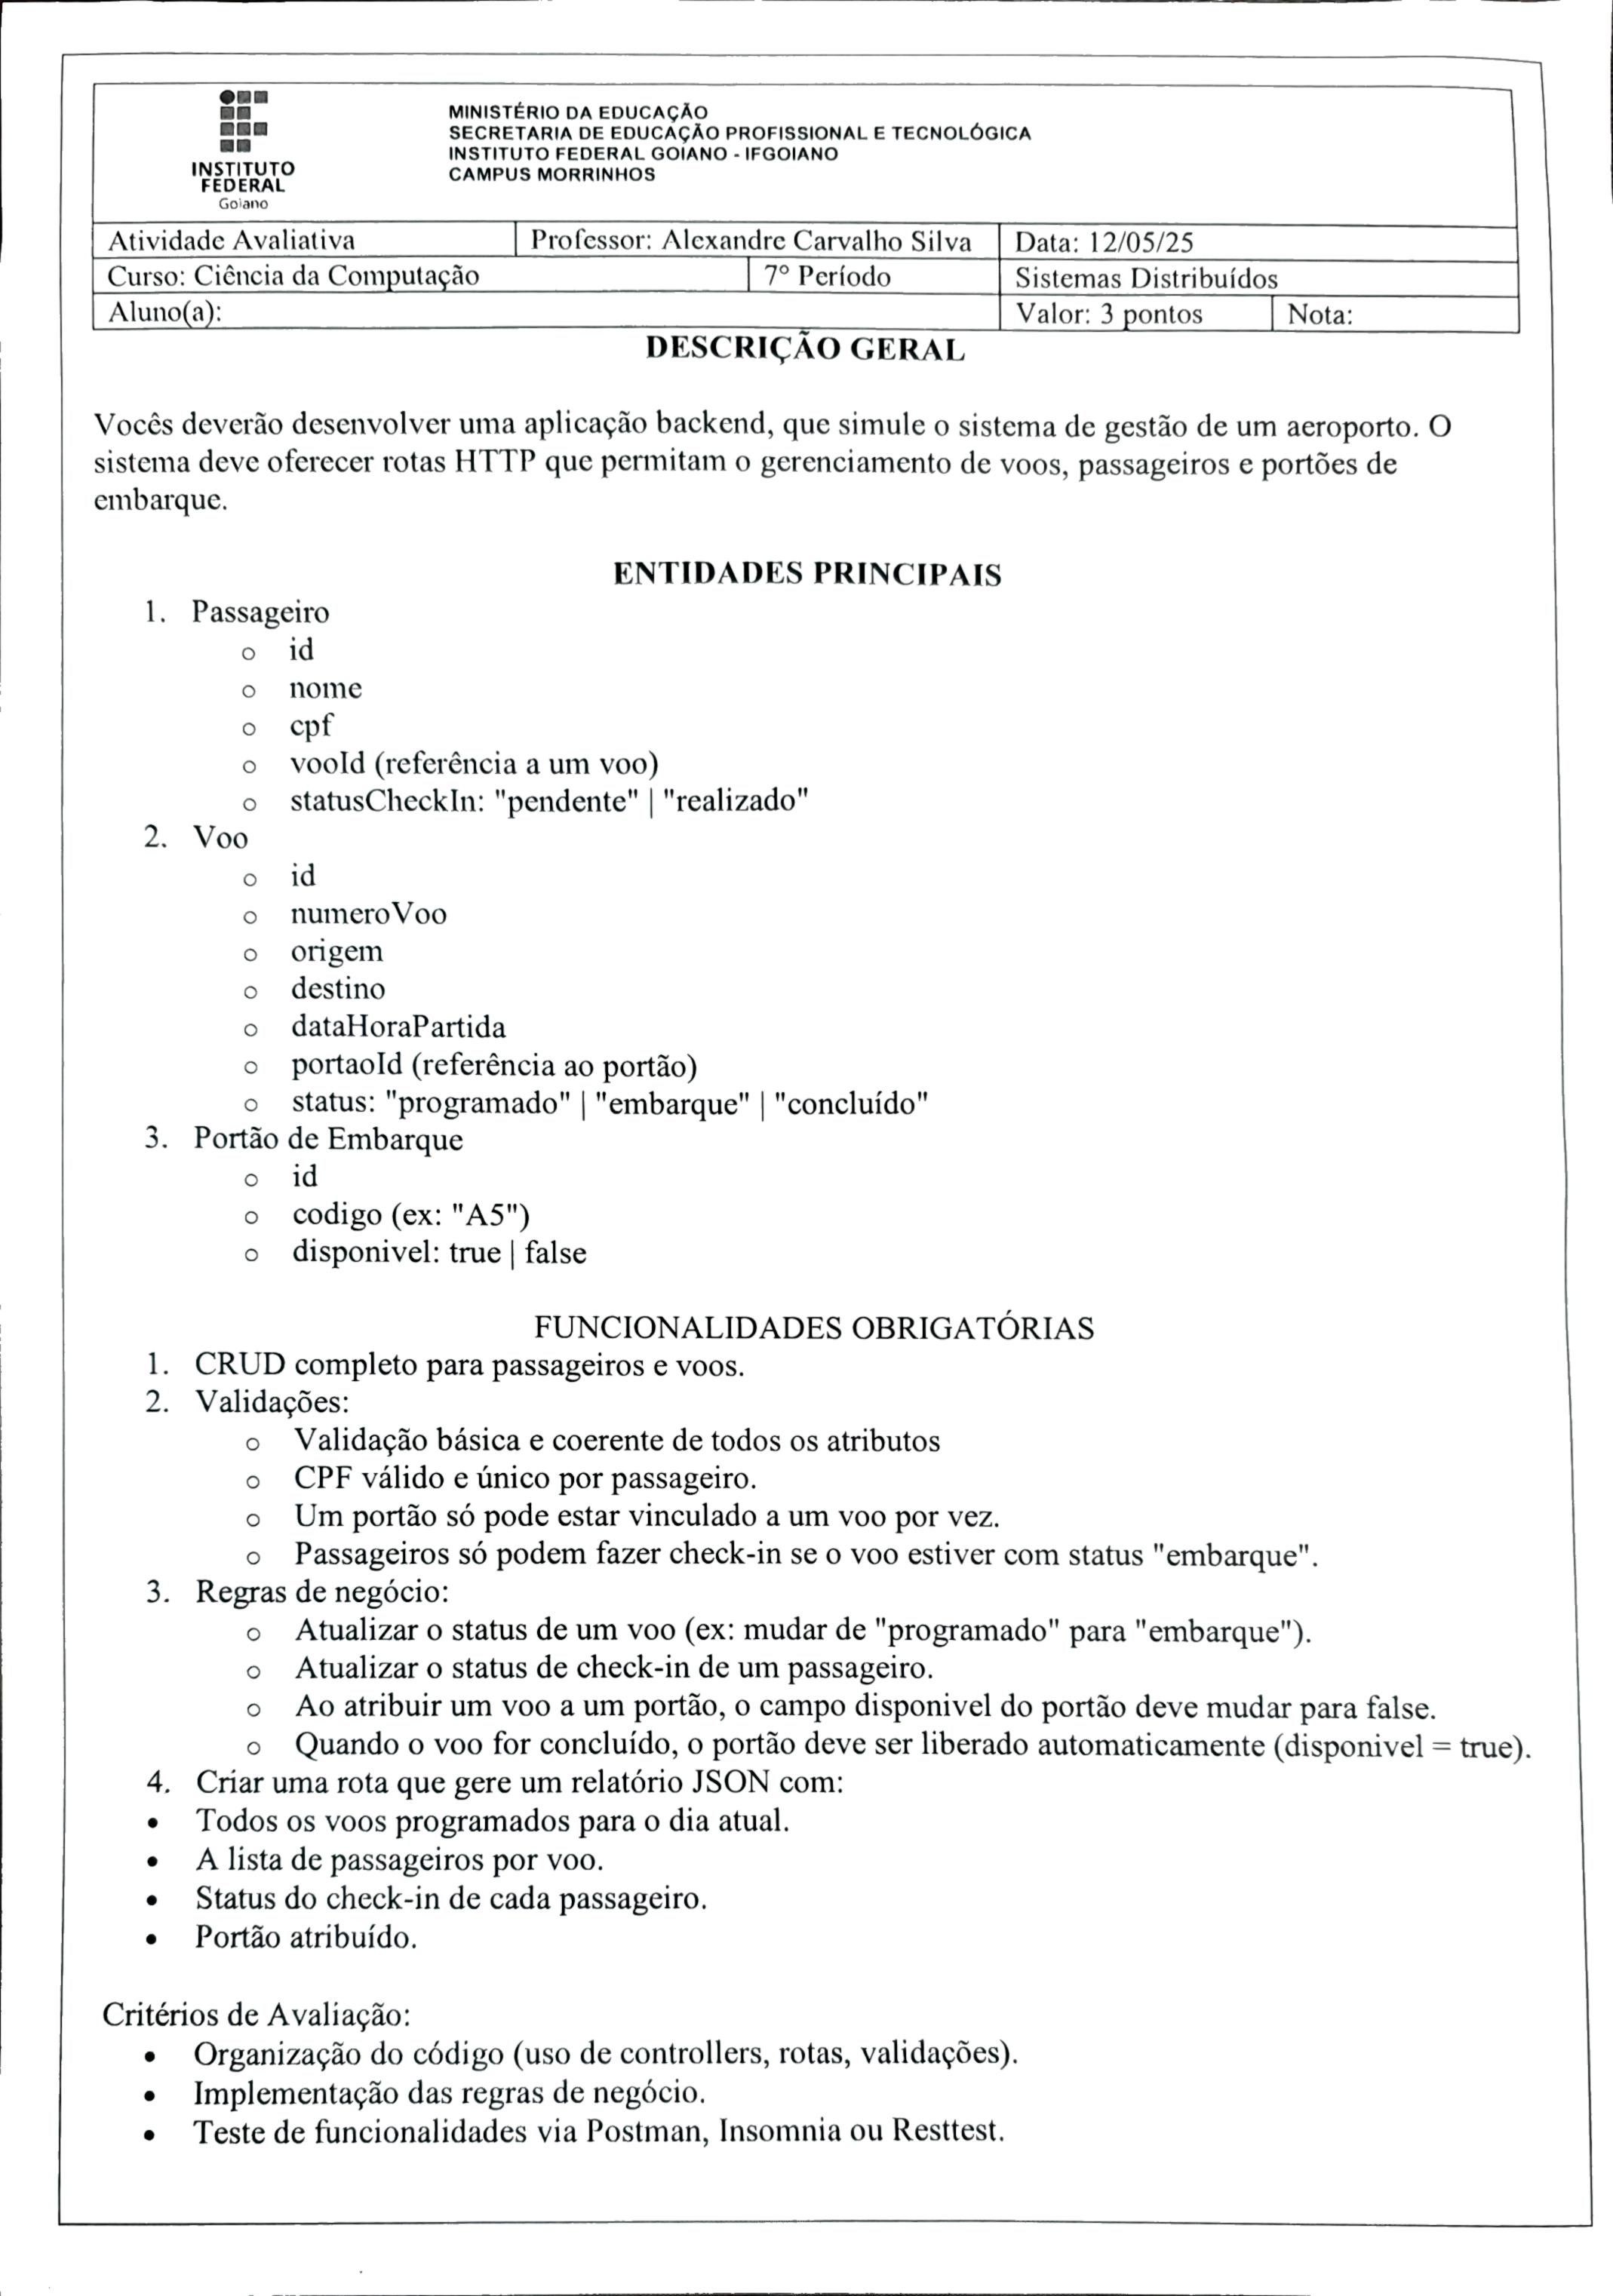 INSTITUTO
FEDERAL
Goiano
MINISTÉRIO DA EDUCAÇÃO
SECRETARIA DE EDUCAÇÃO PROFISSIONAL E TECNOLÓGICA
INSTITUTO FEDERAL GOIANO - IFGOIANO
CAMPUS MORRINHOS
Atividade Avaliativa Professor: Alexandre Carvalho Silva Data: 12/05/25
Curso: Ciência da Computação 7º Período Sistemas Distribuídos
Aluno(a): Valor: 3 pontos Nota:
DESCRIÇÃO GERAL
Vocês deverão desenvolver uma aplicação backend, que simule o sistema de gestão de um aeroporto. O
sistema deve oferecer rotas HTTP que permitam o gerenciamento de voos, passageiros e portões de
embarque.
ENTIDADES PRINCIPAIS
1. Passageiro
o id
o nome
o cpf
o vooId (referência a um voo)
o statusCheckIn: "pendente" | "realizado"
2. Voo
o id
o numeroVoo
o origem
o destino
o dataHoraPartida
o portaoId (referência ao portão)
o status: "programado" | "embarque" | "concluído"
3. Portão de Embarque
o id
o codigo (ex: "A5")
o disponivel: true | false
FUNCIONALIDADES OBRIGATÓRIAS
1. CRUD completo para passageiros e voos.
2. Validações:
o Validação básica e coerente de todos os atributos
o CPF válido e único por passageiro.
o Um portão só pode estar vinculado a um voo por vez.
o Passageiros só podem fazer check-in se o voo estiver com status "embarque".
3. Regras de negócio:
o Atualizar o status de um voo (ex: mudar de "programado" para "embarque").
o Atualizar o status de check-in de um passageiro.
o Ao atribuir um voo a um portão, o campo disponivel do portão deve mudar para false.
o Quando o voo for concluído, o portão deve ser liberado automaticamente (disponivel = true).
4. Criar uma rota que gere um relatório JSON com:
• Todos os voos programados para o dia atual.
• A lista de passageiros por voo.
• Status do check-in de cada passageiro.
• Portão atribuído.
Critérios de Avaliação:
• Organização do código (uso de controllers, rotas, validações).
• Implementação das regras de negócio.
• Teste de funcionalidades via Postman, Insomnia ou Resttest.